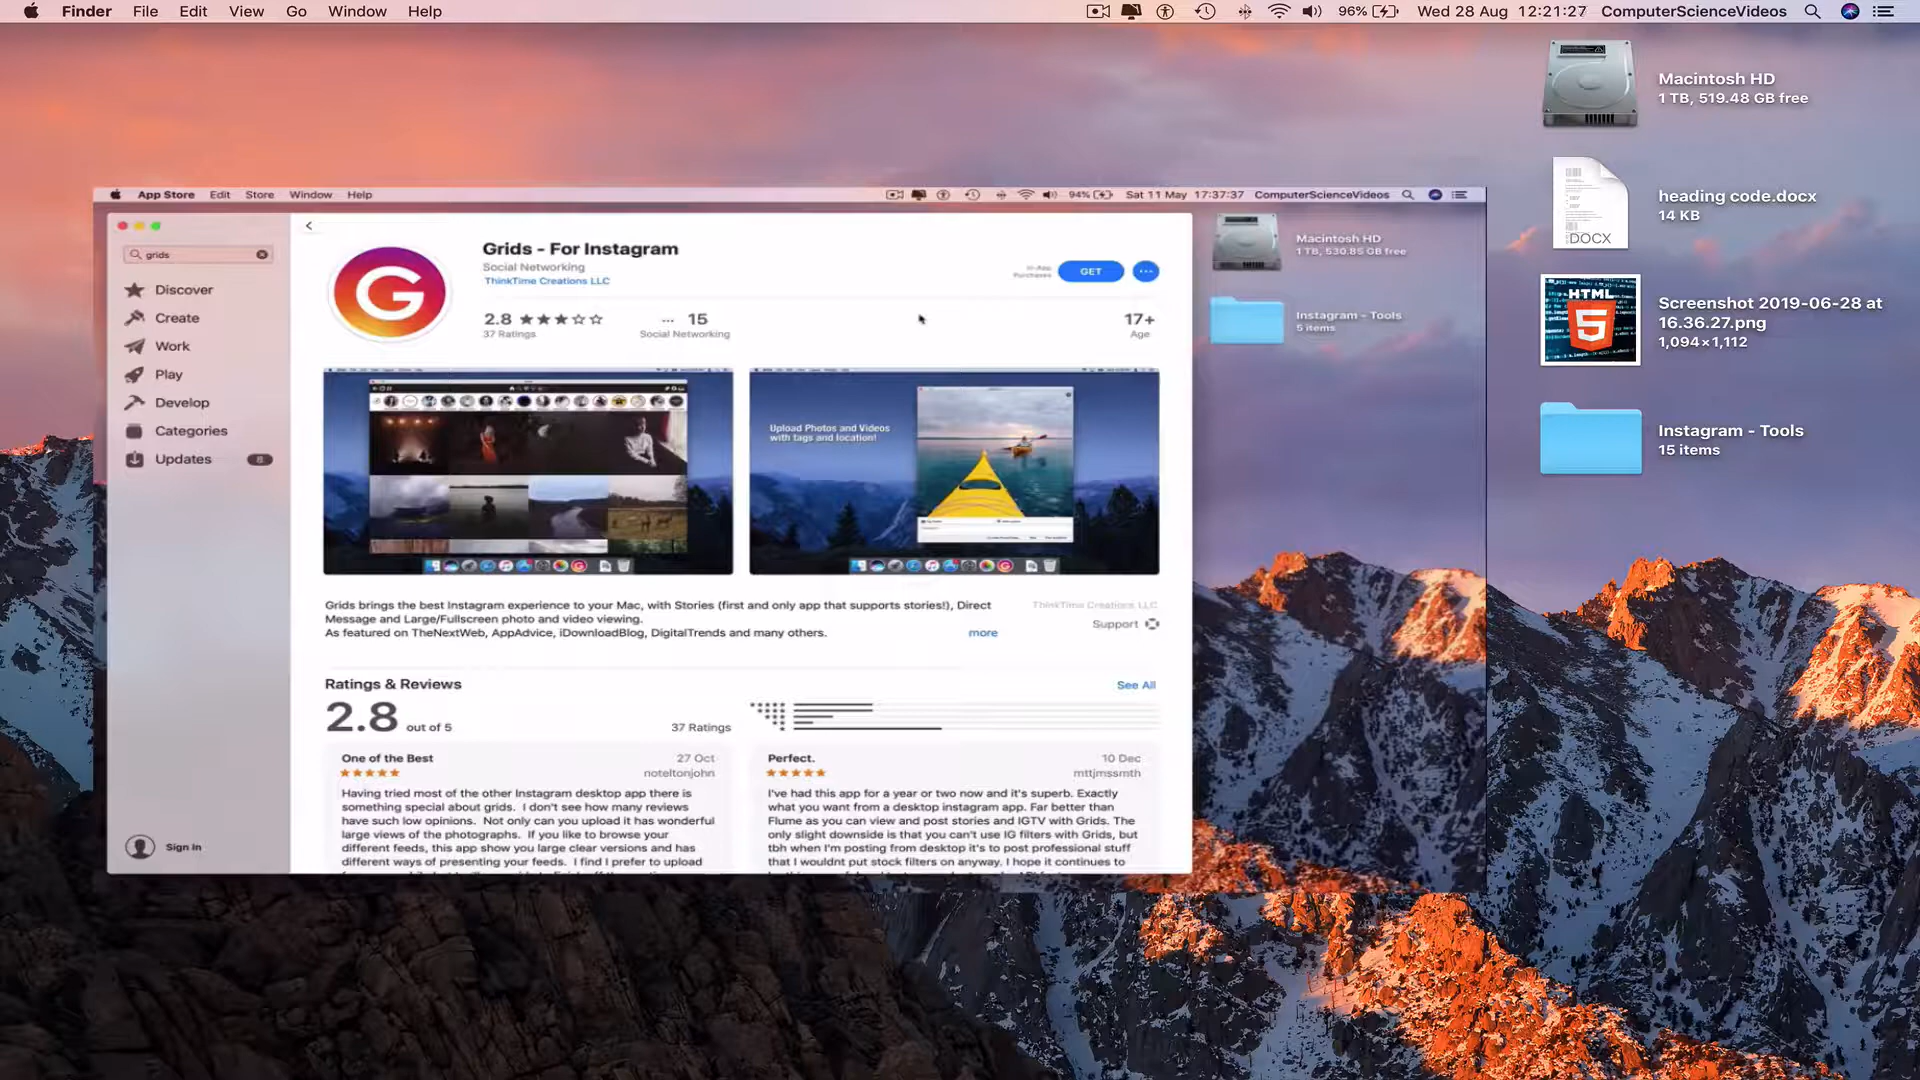 Finder File Edit View Go Window Help
96% Wed 28 Aug 12:21:27 ComputerScienceVideos
Macintosh HD
1 TB, 519.48 GB free
DOCX
heading code.docx
14 KB
HTML
5
Screenshot 2019-06-28 at
16.36.27.png
1,094×1,112
Instagram - Tools
15 items
App Store Edit Store Window Help
94% Sat 11 May 17:37:37 ComputerScienceVideos
Macintosh HD
1 TB, 530.85 GB free
Instagram - Tools
5 items
grids
Discover
Create
Work
Play
Develop
Categories
Updates 8
Sign In
G
Grids - For Instagram
Social Networking
ThinkTime Creations LLC
In-App
Purchases
GET
2.8
37 Ratings
15
Social Networking
17+
Age
Upload Photos and Videos
with tags and location!
Grids brings the best Instagram experience to your Mac, with Stories (first and only app that supports stories!), Direct
Message and Large/Fullscreen photo and video viewing.
As featured on TheNextWeb, AppAdvice, iDownloadBlog, DigitalTrends and many others.
more
ThinkTime Creations LLC
Support
Ratings & Reviews
See All
2.8 out of 5
37 Ratings
One of the Best 27 Oct
noteltonjohn
Having tried most of the other Instagram desktop app there is
something special about grids. I don't see how many reviews
have such low opinions. Not only can you upload it has wonderful
large views of the photographs. If you like to browse your
different feeds, this app show you large clear versions and has
different ways of presenting your feeds. I find I prefer to upload
Perfect. 10 Dec
mttjmssmth
I've had this app for a year or two now and it's superb. Exactly
what you want from a desktop instagram app. Far better than
Flume as you can view and post stories and IGTV with Grids. The
only slight downside is that you can't use IG filters with Grids, but
tbh when I'm posting from desktop it's to post professional stuff
that I wouldnt put stock filters on anyway. I hope it continues to